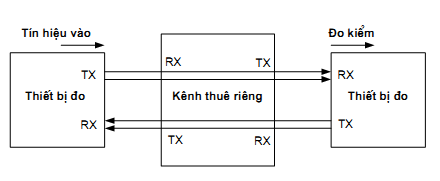 Tín hiệu vào
Đo kiểm
TX
RX
TX
RX
Thiết bị đo
Kênh thuê riêng
Thiết bị đo
RX
TX
RX
TX